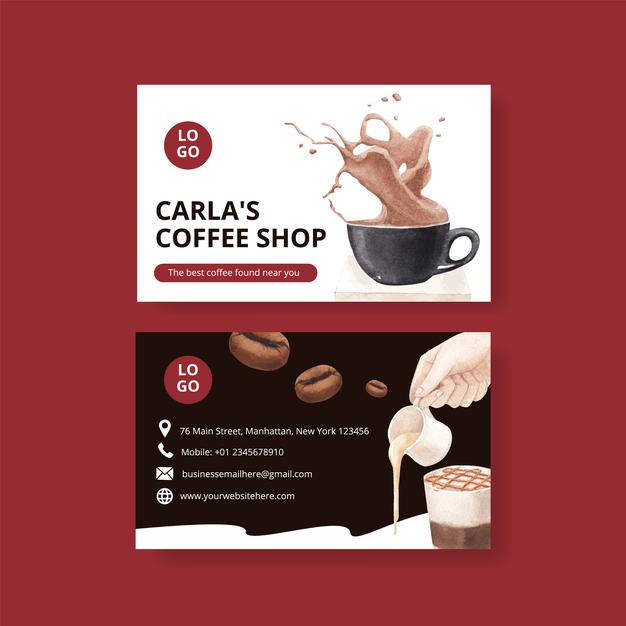 LO
GO
CARLA'S
COFFEE SHOP
The best coffee found near you
LO
GO
76 Main Street, Manhattan, New York 123456
Mobile: +01 2345678910
businessemailhere@gmail.com
www.yourwebsitehere.com